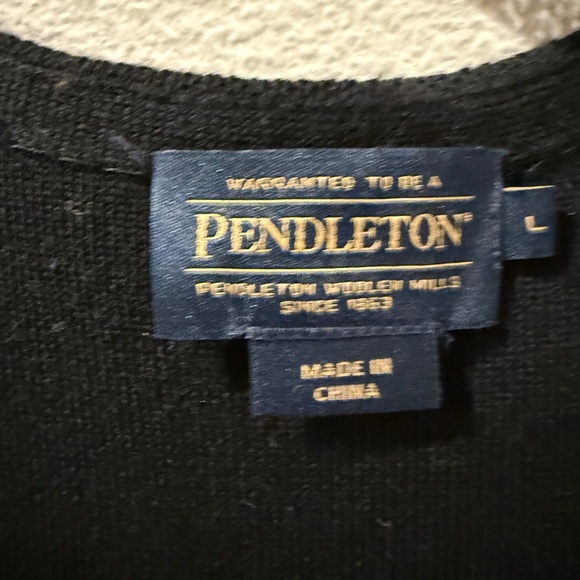 WARRANTED TO BE A
PENDLETON®
L
PENDLETON WOOLEN MILLS
SINCE 1863
MADE IN
CHINA